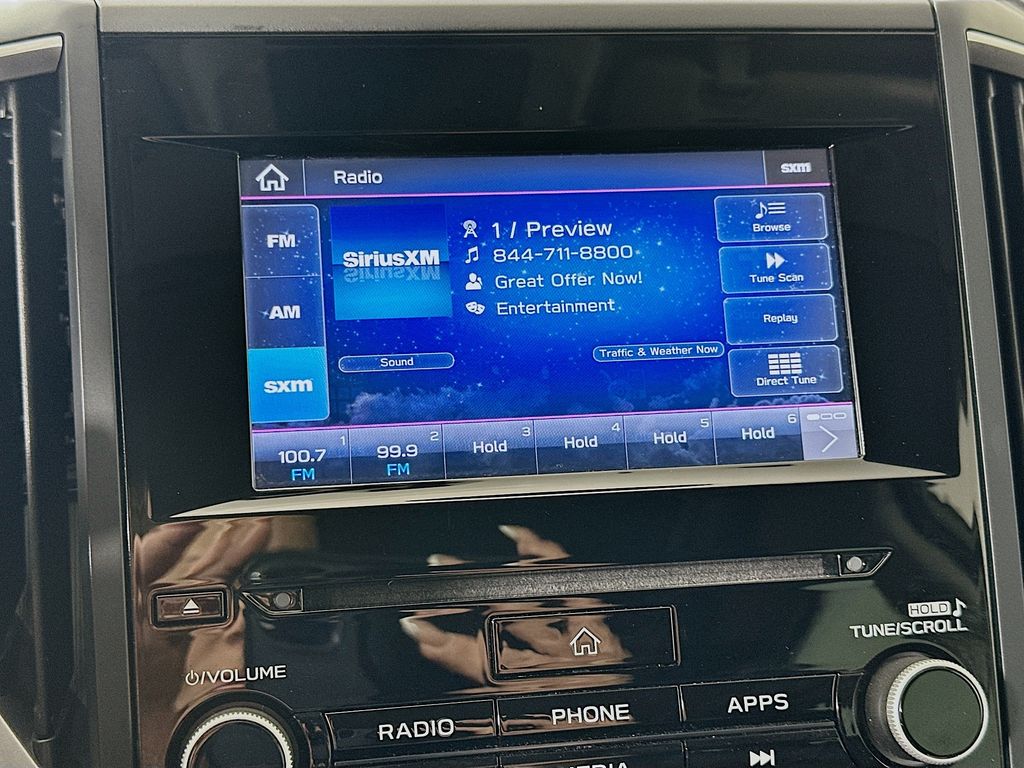 Radio
sxm
FM
AM
sxm
SiriusXM
1 / Preview
844-711-8800
Great Offer Now!
Entertainment
Browse
Tune Scan
Replay
Direct Tune
Sound
Traffic & Weather Now
100.7 1
FM
99.9 2
FM
Hold 3
Hold 4
Hold 5
Hold 6
HOLD
TUNE/SCROLL
/VOLUME
RADIO
PHONE
APPS
MEDIA